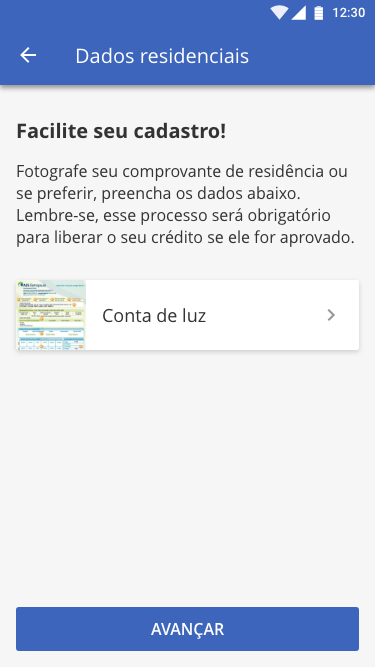 12:30
Dados residenciais
Facilite seu cadastro!
Fotografe seu comprovante de residência ou
se preferir, preencha os dados abaixo.
Lembre-se, esse processo será obrigatório
para liberar o seu crédito se ele for aprovado.
Conta de luz
AVANÇAR